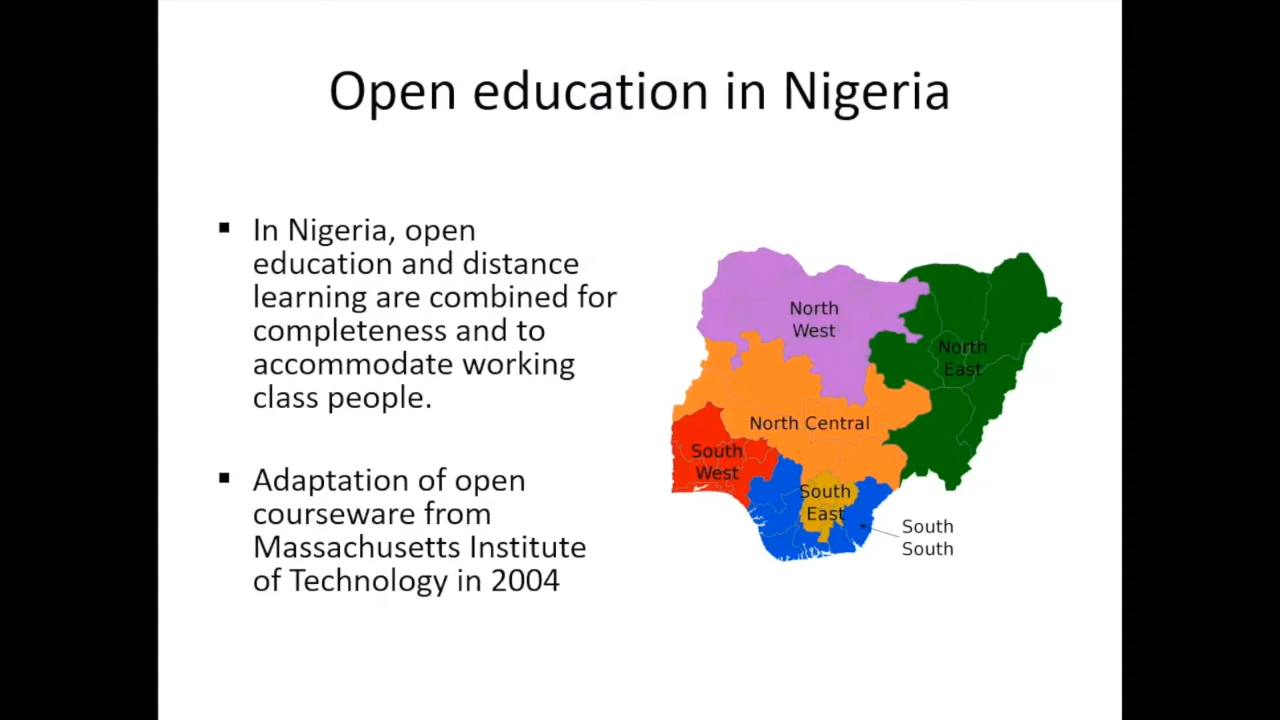 Open education in Nigeria
▪ In Nigeria, open
education and distance
learning are combined for
completeness and to
accommodate working
class people.
▪ Adaptation of open
courseware from
Massachusetts Institute
of Technology in 2004
North
West
North
East
North Central
South
West
South
East
South
South